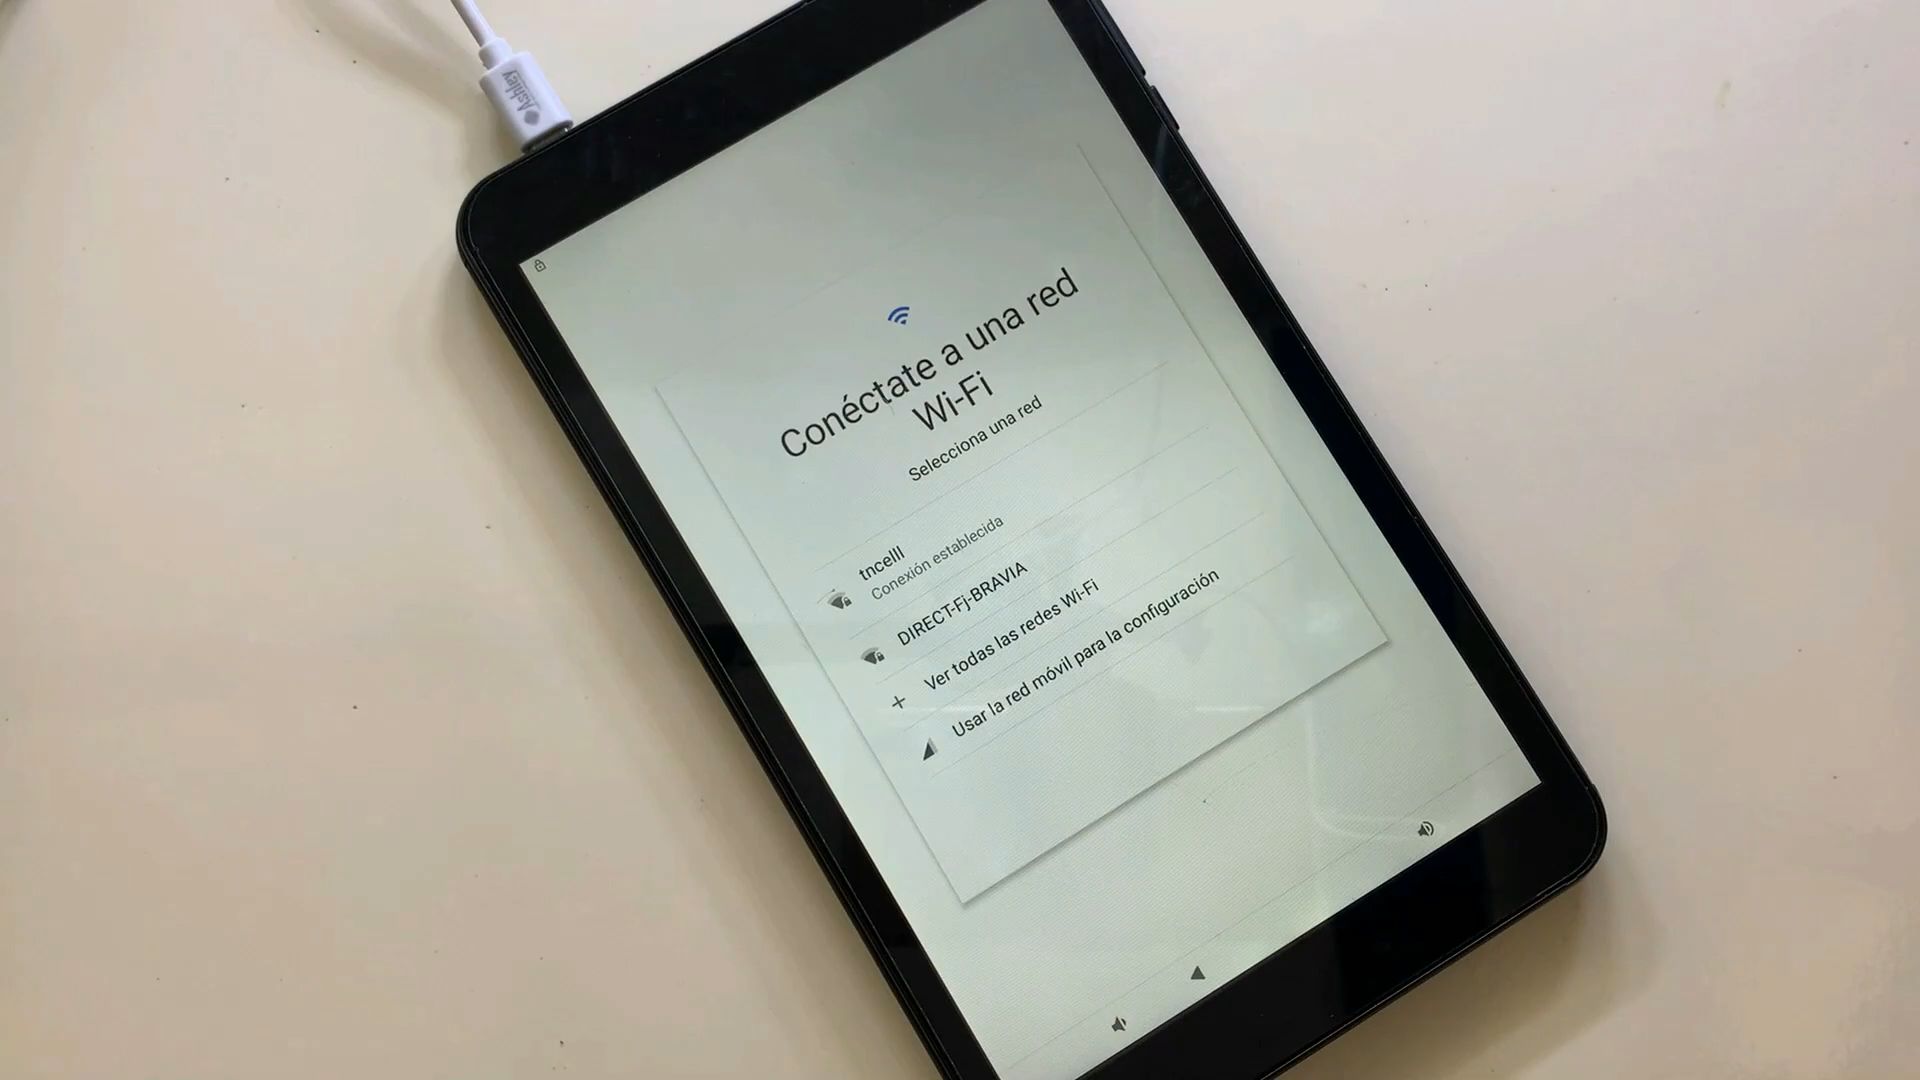 Ashley
Conéctate a una red
Wi-Fi
Selecciona una red
tncelll
Conexión establecida
DIRECT-Fj-BRAVIA
Ver todas las redes Wi-Fi
Usar la red móvil para la configuración